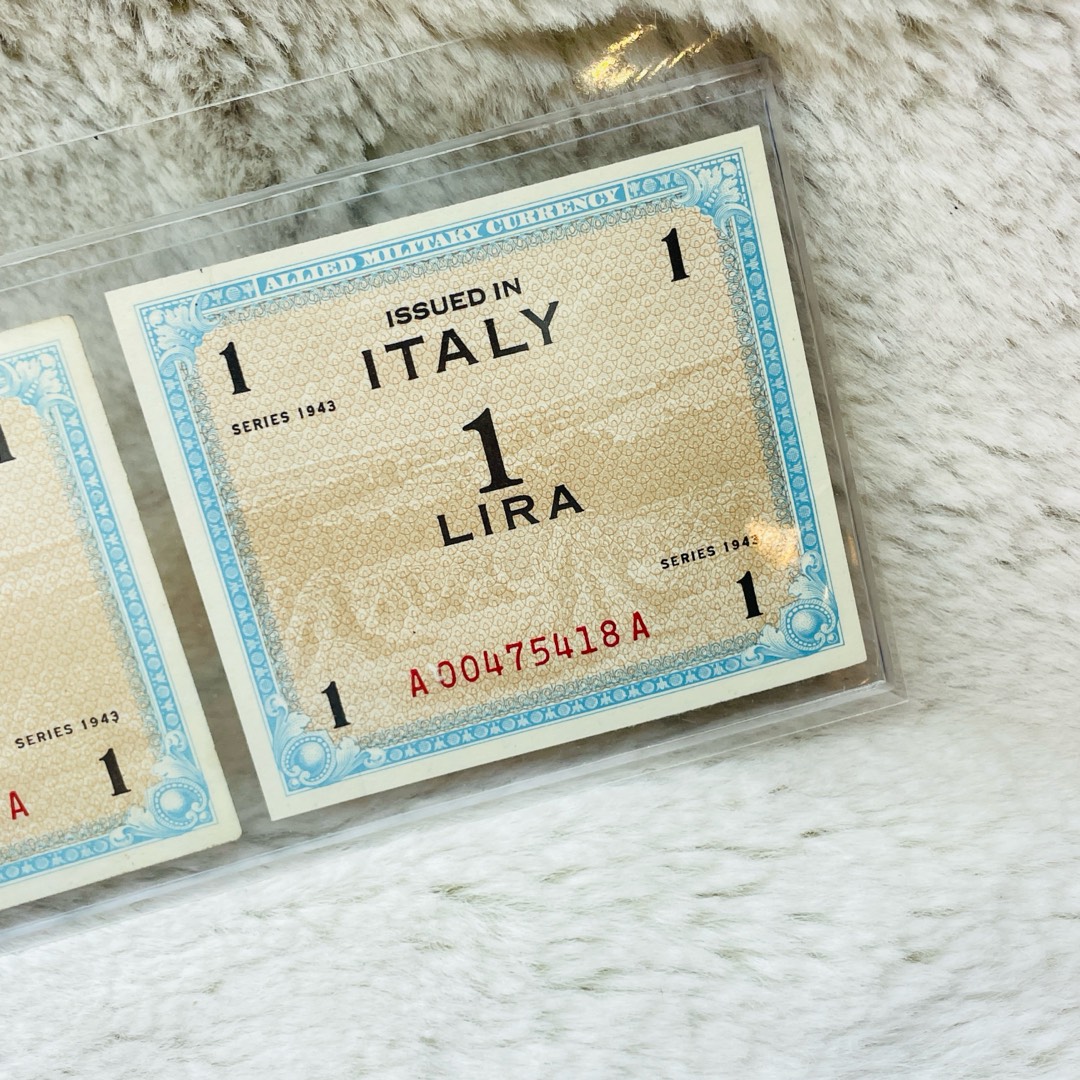 ALLIED MILITARY CURRENCY
ISSUED IN
ITALY
1
1
SERIES 1943
1
LIRA
SERIES 1943
1
A00475418A
1
1
SERIES 1943
1
A